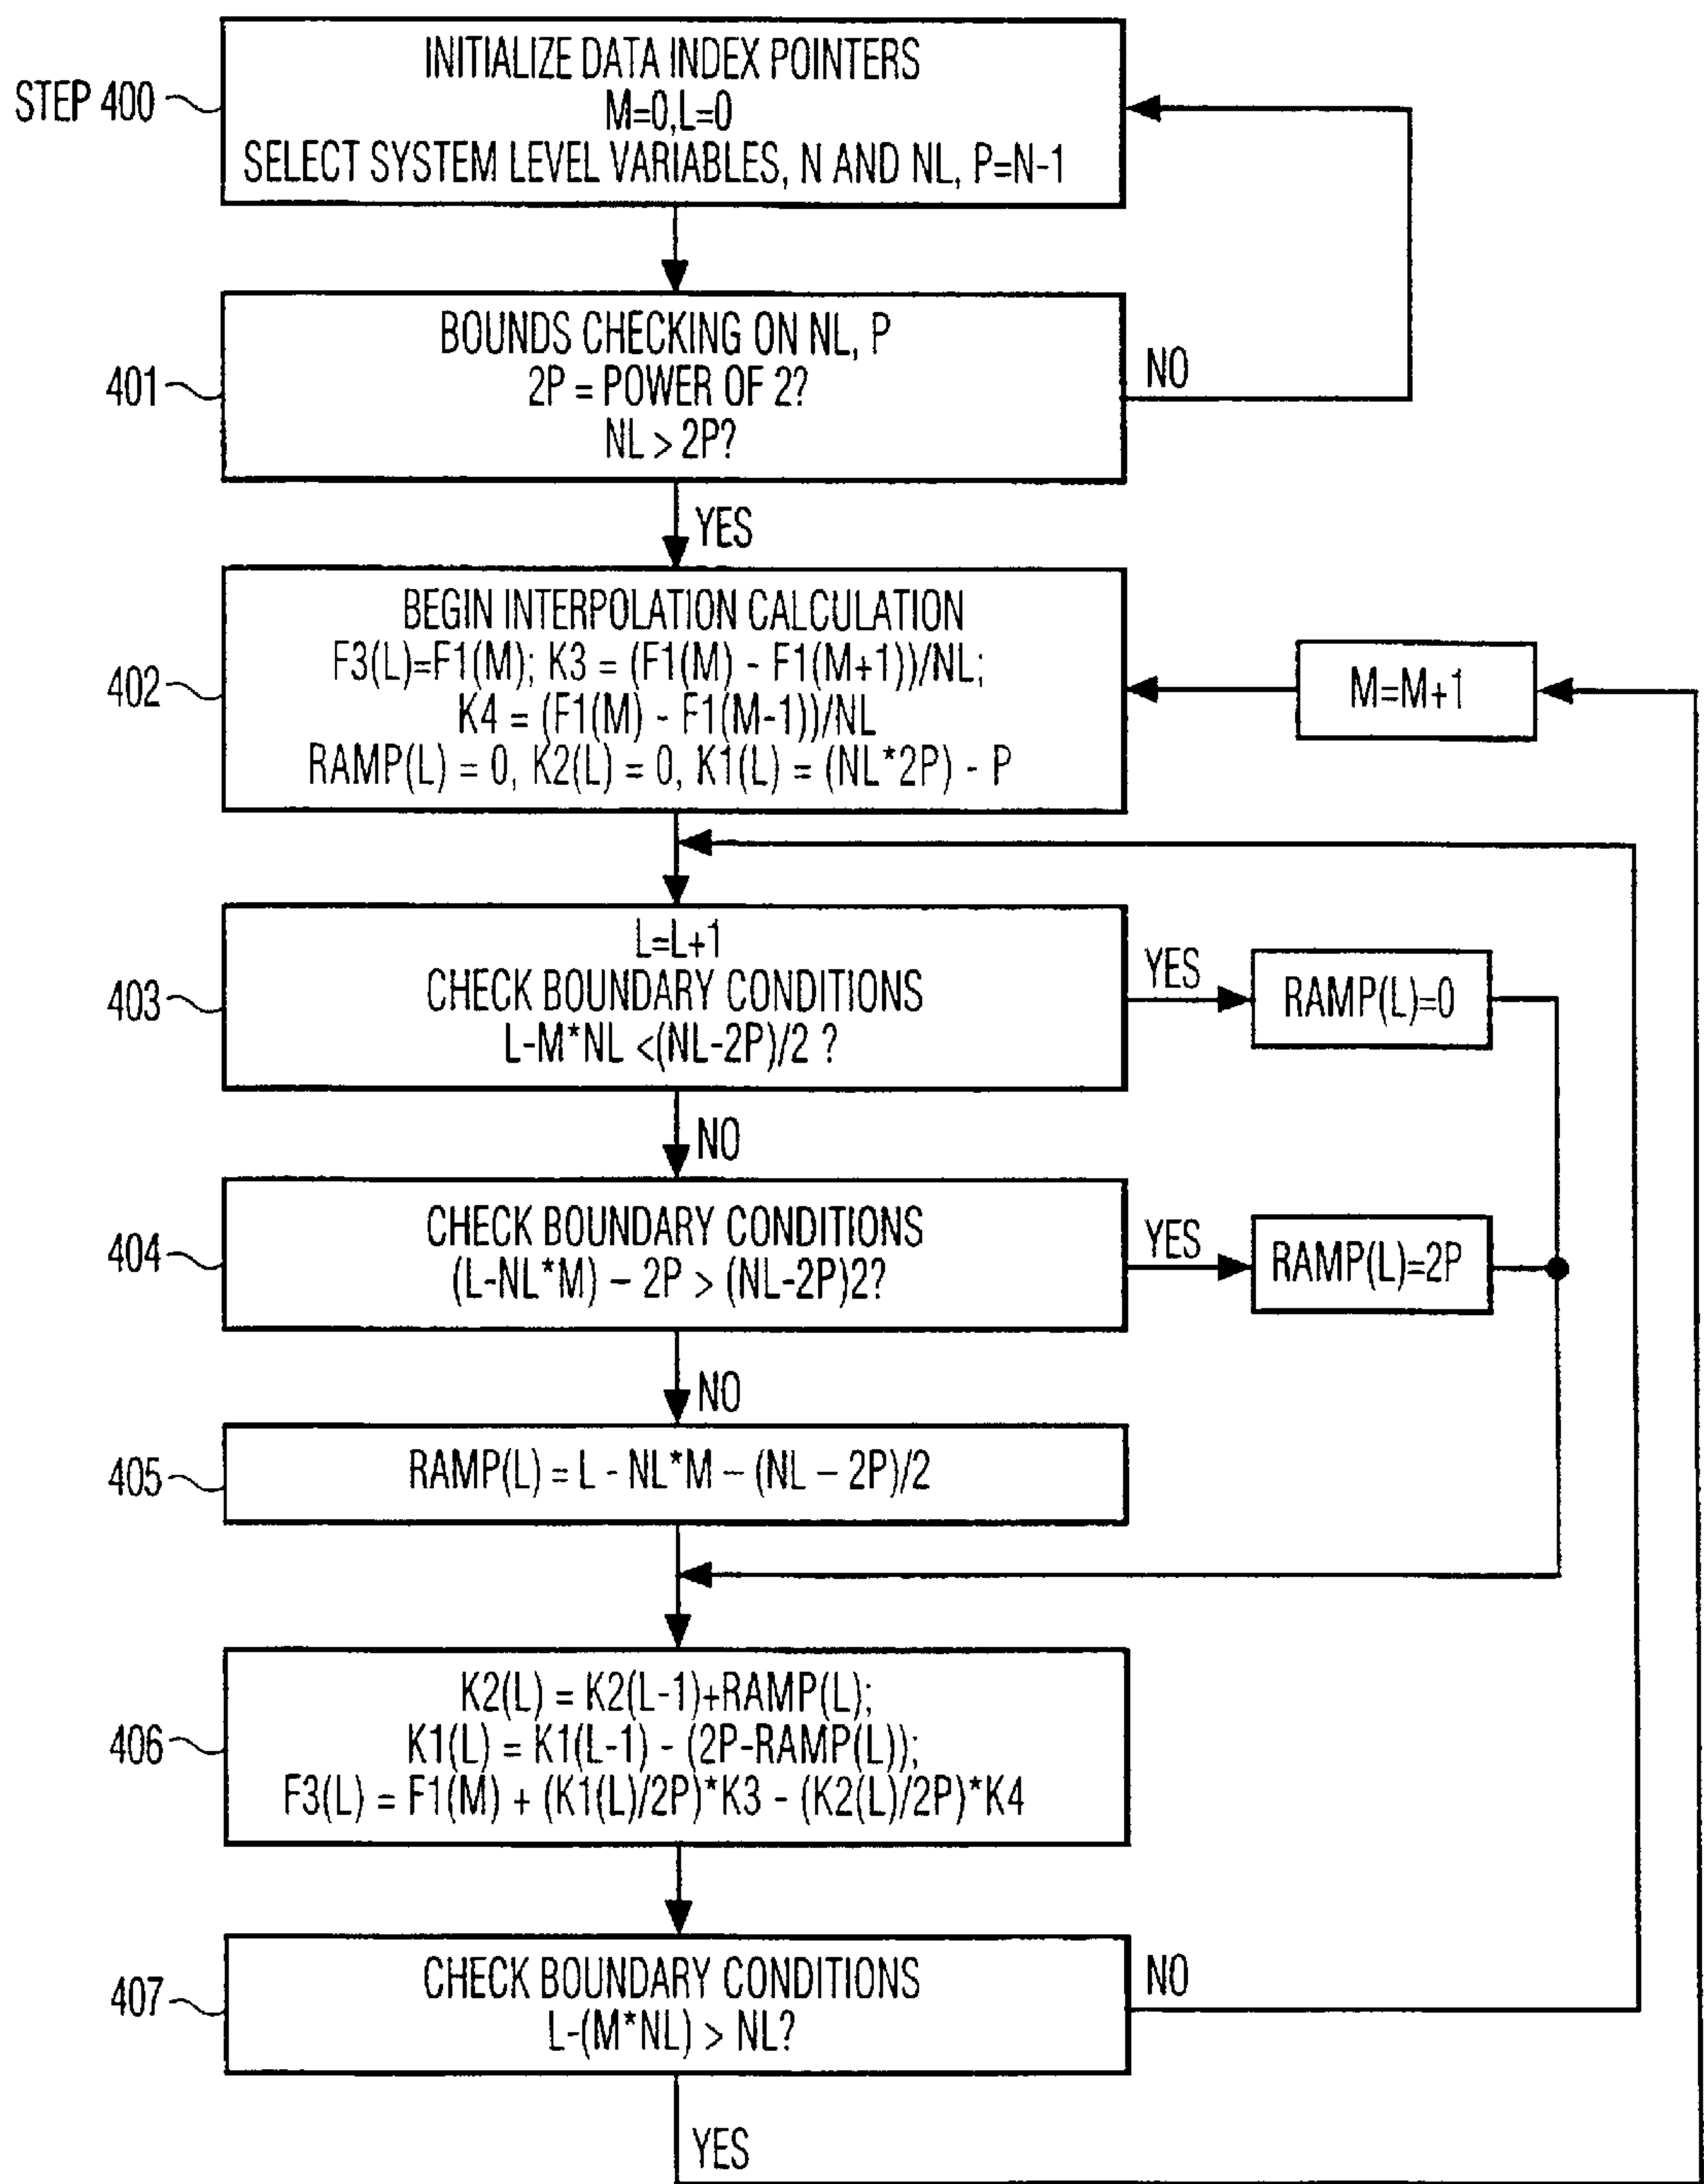 STEP 400
INITIALIZE DATA INDEX POINTERS
M=0,L=0
SELECT SYSTEM LEVEL VARIABLES, N AND NL, P=N-1
401
BOUNDS CHECKING ON NL, P
2P = POWER OF 2?
NL > 2P?
NO
YES
402
BEGIN INTERPOLATION CALCULATION
F3(L)=F1(M); K3 = (F1(M) - F1(M+1))/NL;
K4 = (F1(M) - F1(M-1))/NL
RAMP(L) = 0, K2(L) = 0, K1(L) = (NL*2P) - P
M=M+1
403
L=L+1
CHECK BOUNDARY CONDITIONS
L-M*NL <(NL-2P)/2 ?
YES
RAMP(L)=0
NO
404
CHECK BOUNDARY CONDITIONS
(L-NL*M) – 2P > (NL-2P)2?
YES
RAMP(L)=2P
NO
405
RAMP(L) = L - NL*M – (NL – 2P)/2
406
K2(L) = K2(L-1)+RAMP(L);
K1(L) = K1(L-1) - (2P-RAMP(L));
F3(L) = F1(M) + (K1(L)/2P)*K3 - (K2(L)/2P)*K4
407
CHECK BOUNDARY CONDITIONS
L-(M*NL) > NL?
NO
YES